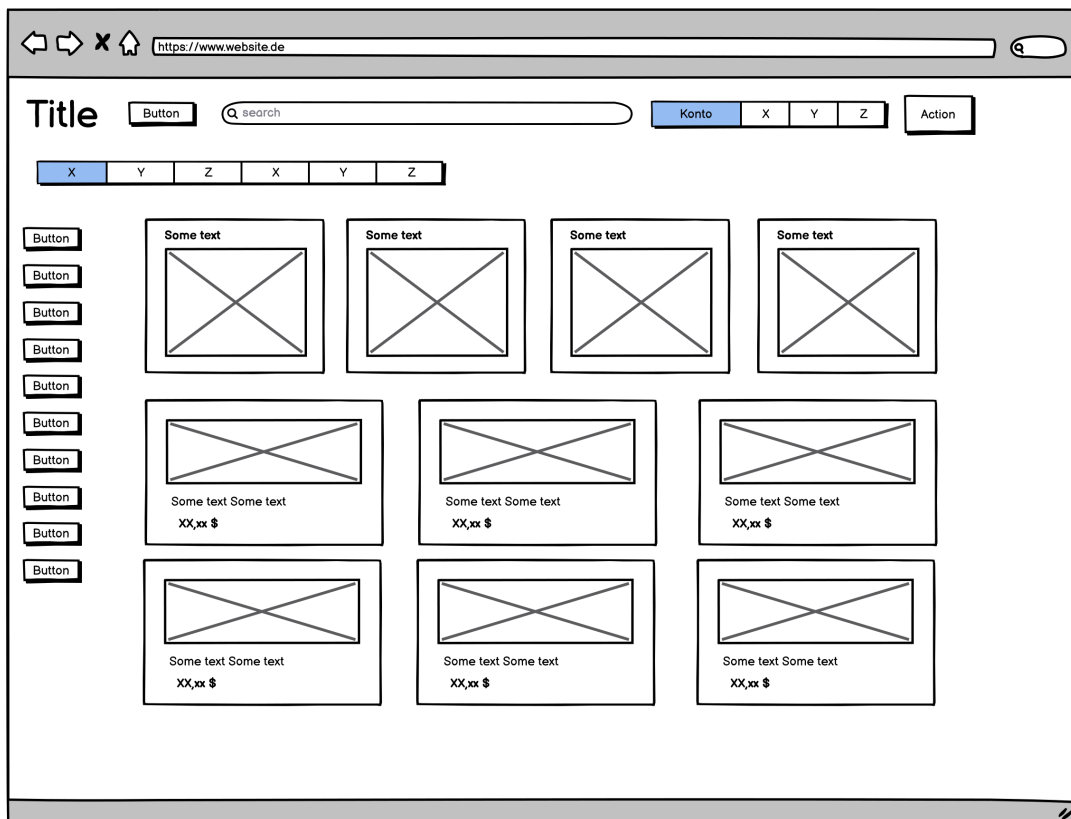 https://www.website.de
Title
Button
search
Konto X Y Z
Action
X Y Z X Y Z
Button
Button
Button
Button
Button
Button
Button
Button
Button
Button
Some text Some text Some text Some text
Some text Some text Some text Some text Some text Some text
XX,xx $ XX,xx $ XX,xx $
Some text Some text Some text Some text Some text Some text
XX,xx $ XX,xx $ XX,xx $